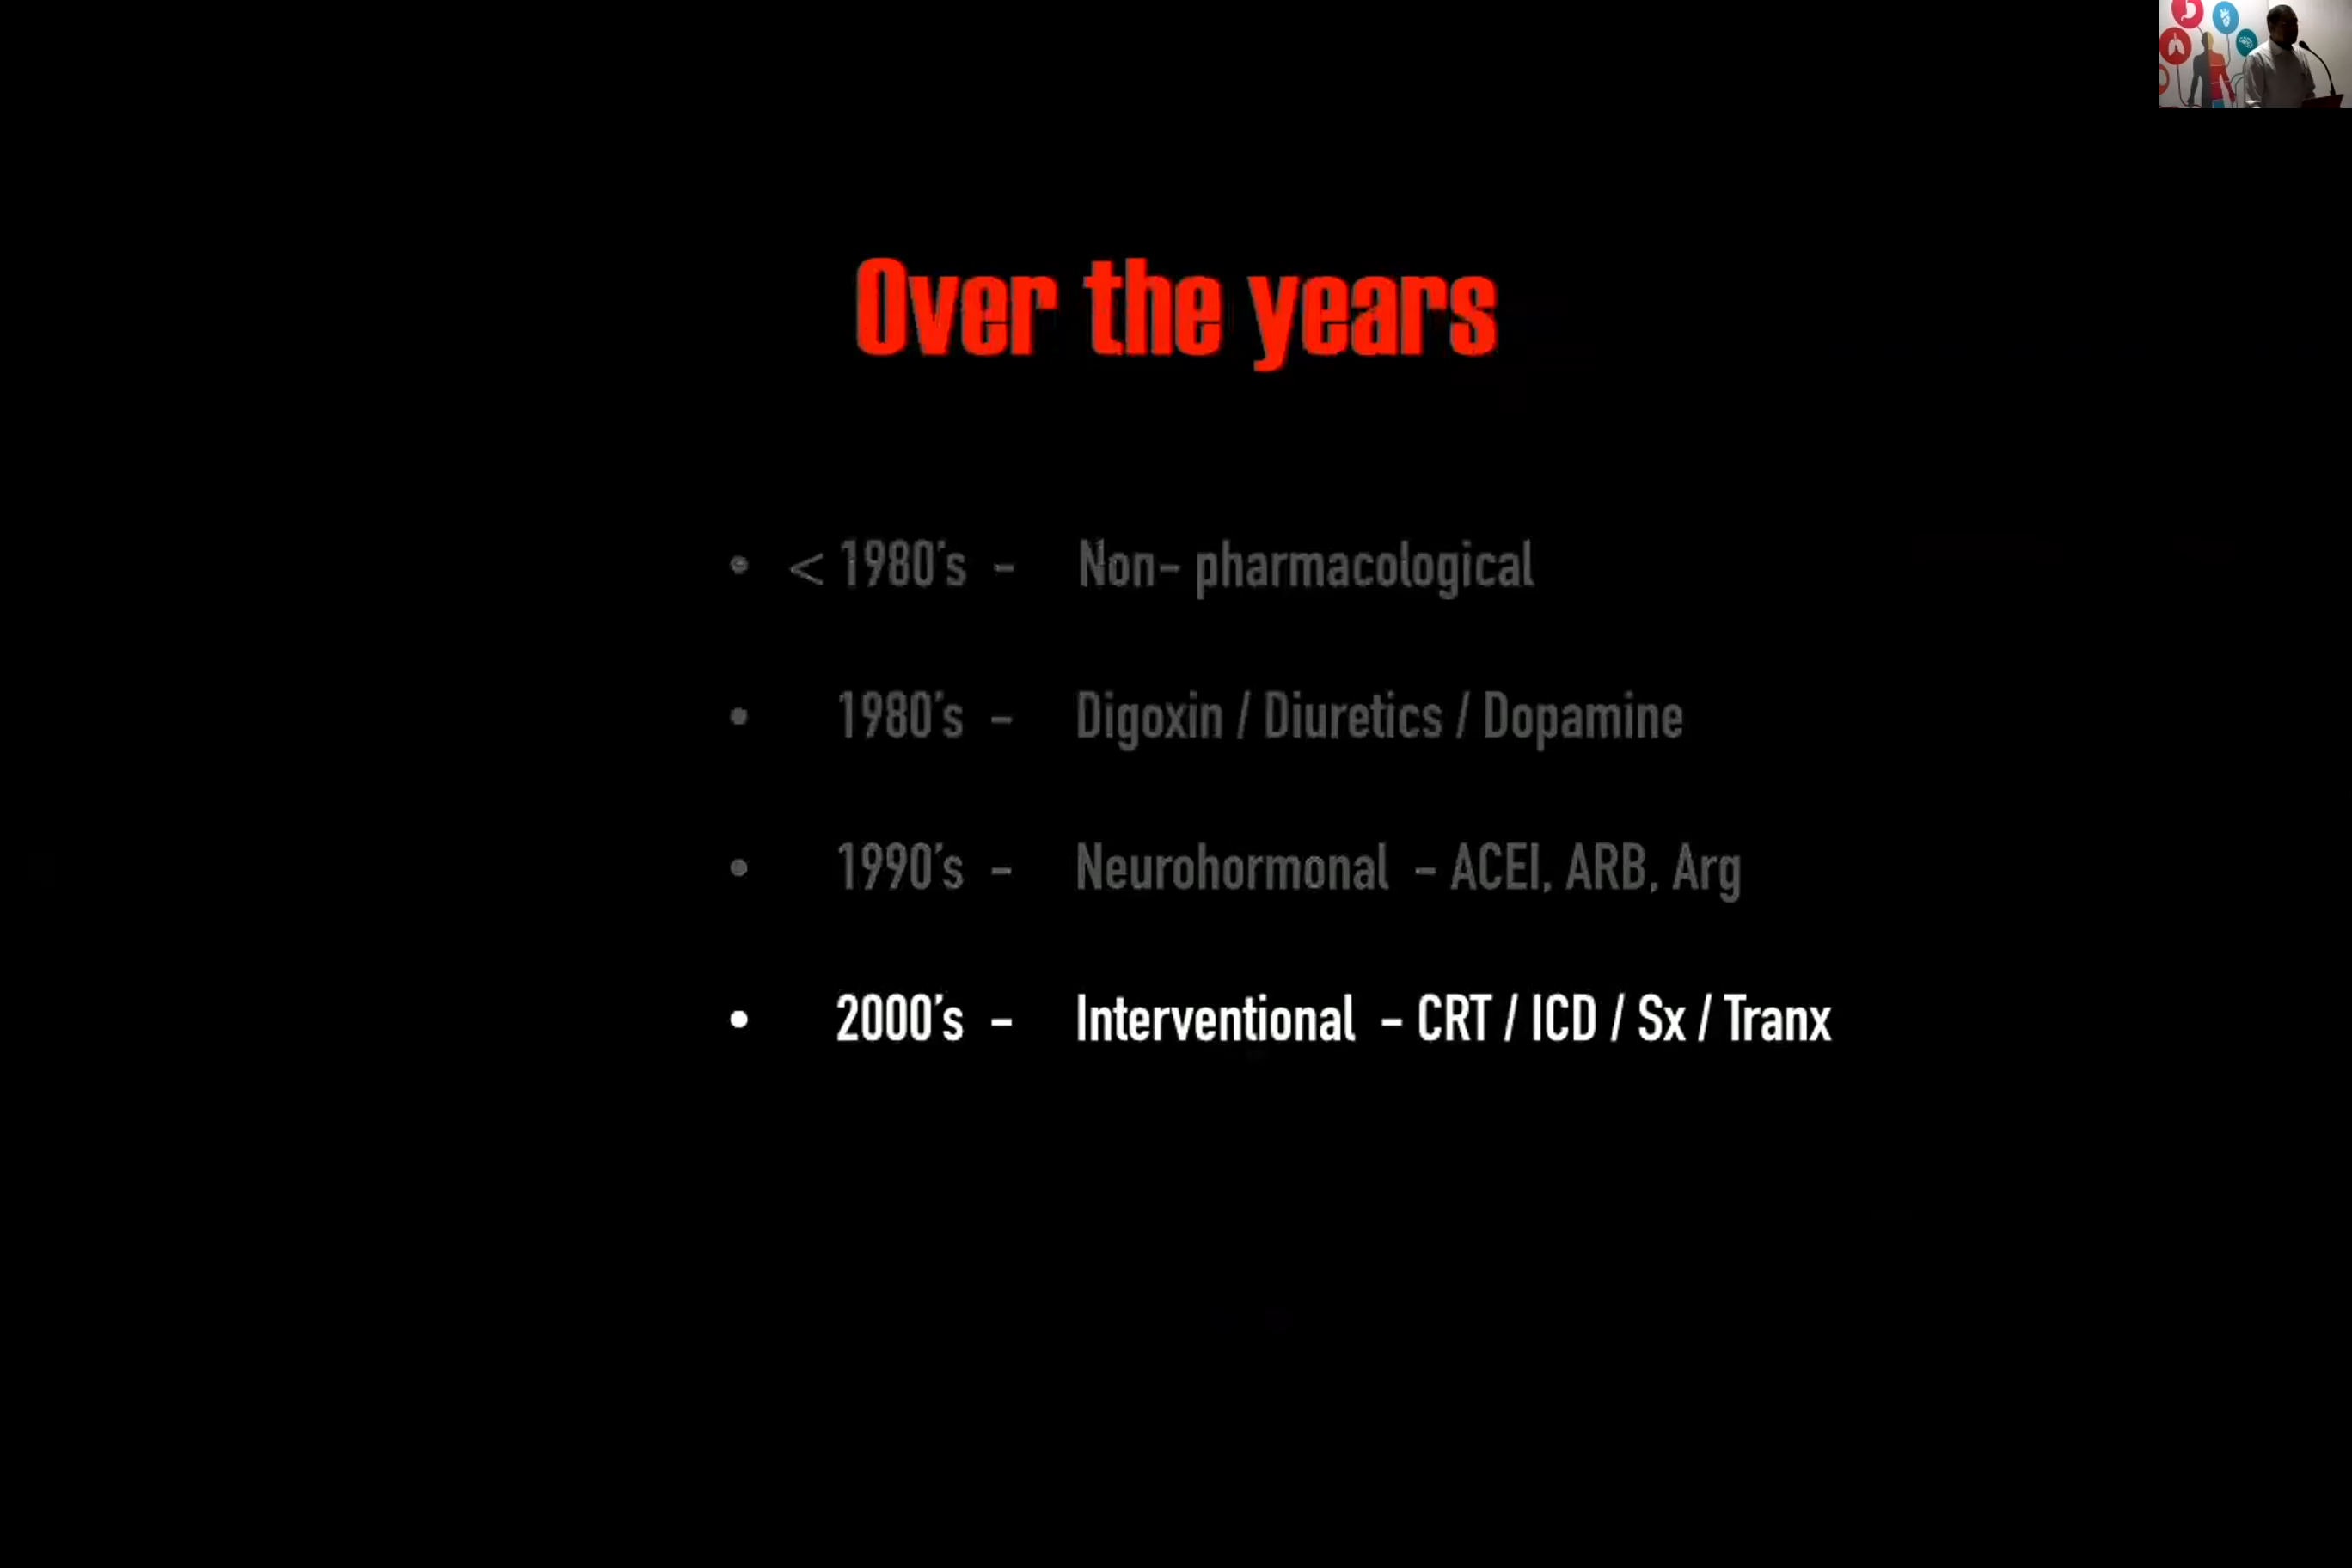 Over the years
• < 1980's - Non- pharmacological
• 1980's - Digoxin / Diuretics / Dopamine
• 1990's - Neurohormonal - ACEI, ARB, Arg
• 2000's - Interventional - CRT / ICD / Sx / Tranx